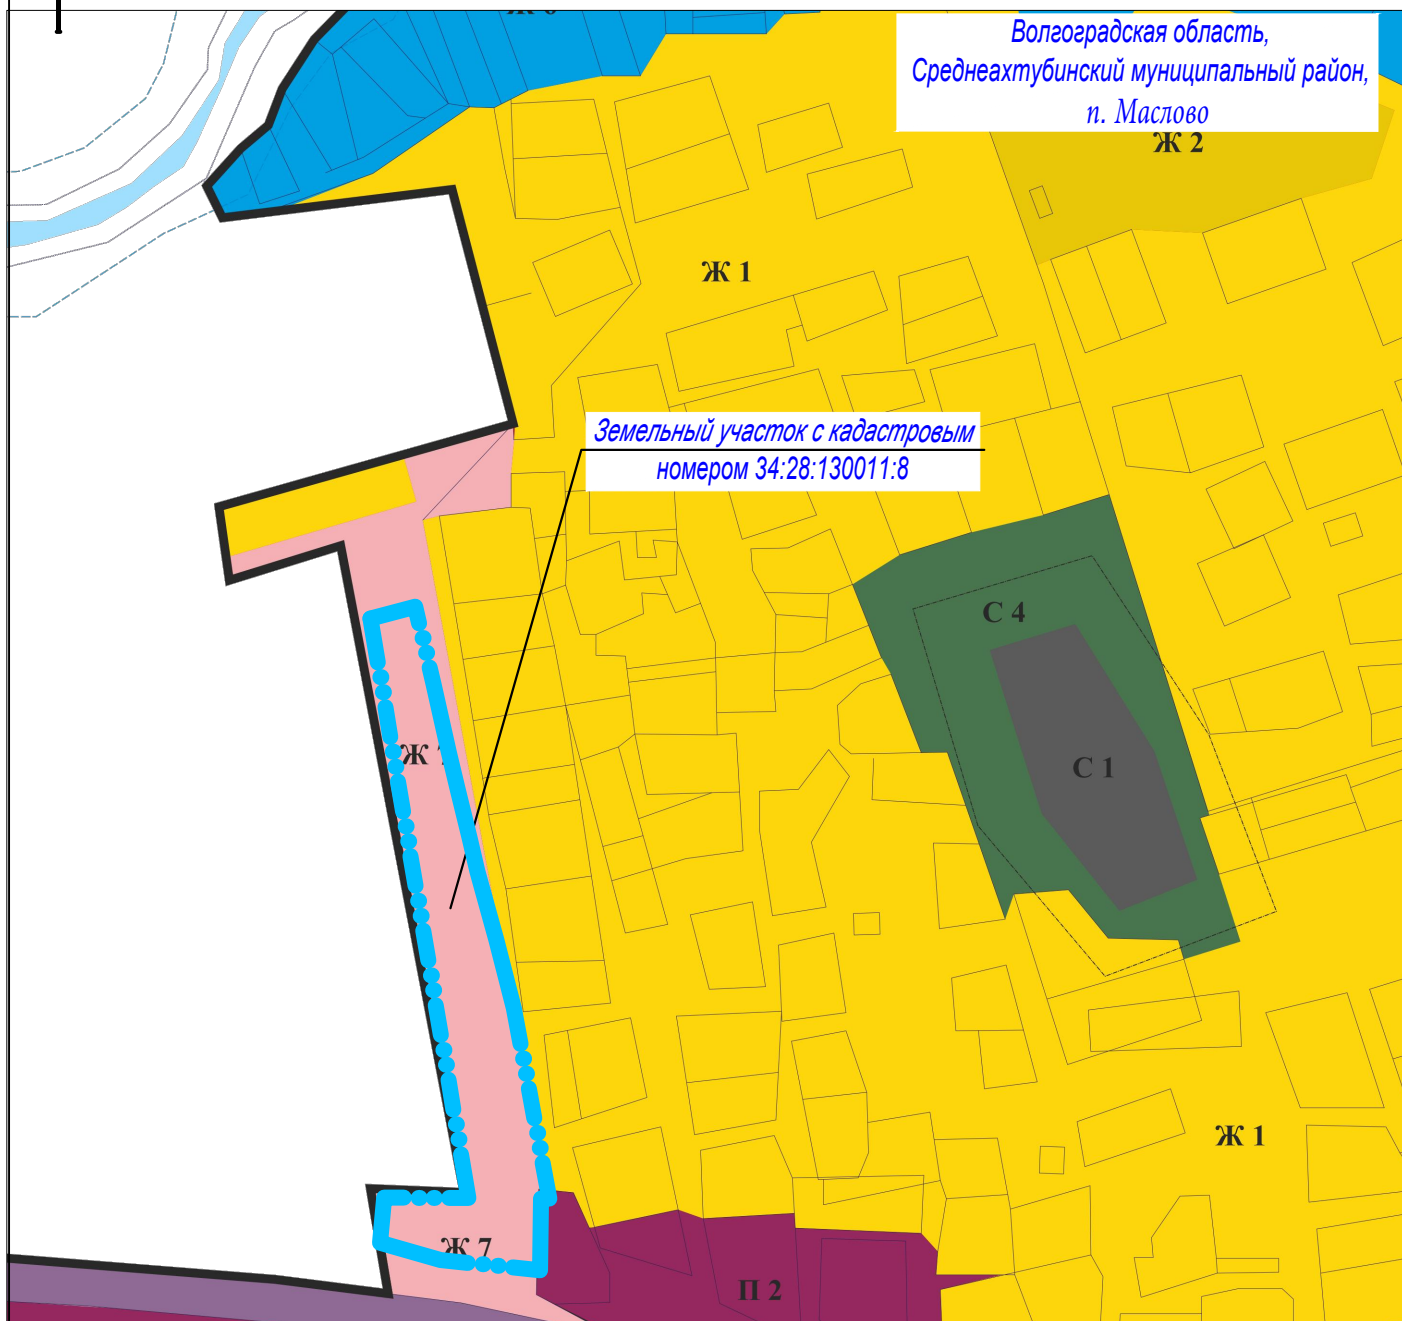 Волгоградская область,
Среднеахтубинский муниципальный район,
п. Маслово
Ж 2
Ж 1
Земельный участок с кадастровым
номером 34:28:130011:8
С 4
Ж
С 1
Ж 1
Ж 7
П 2